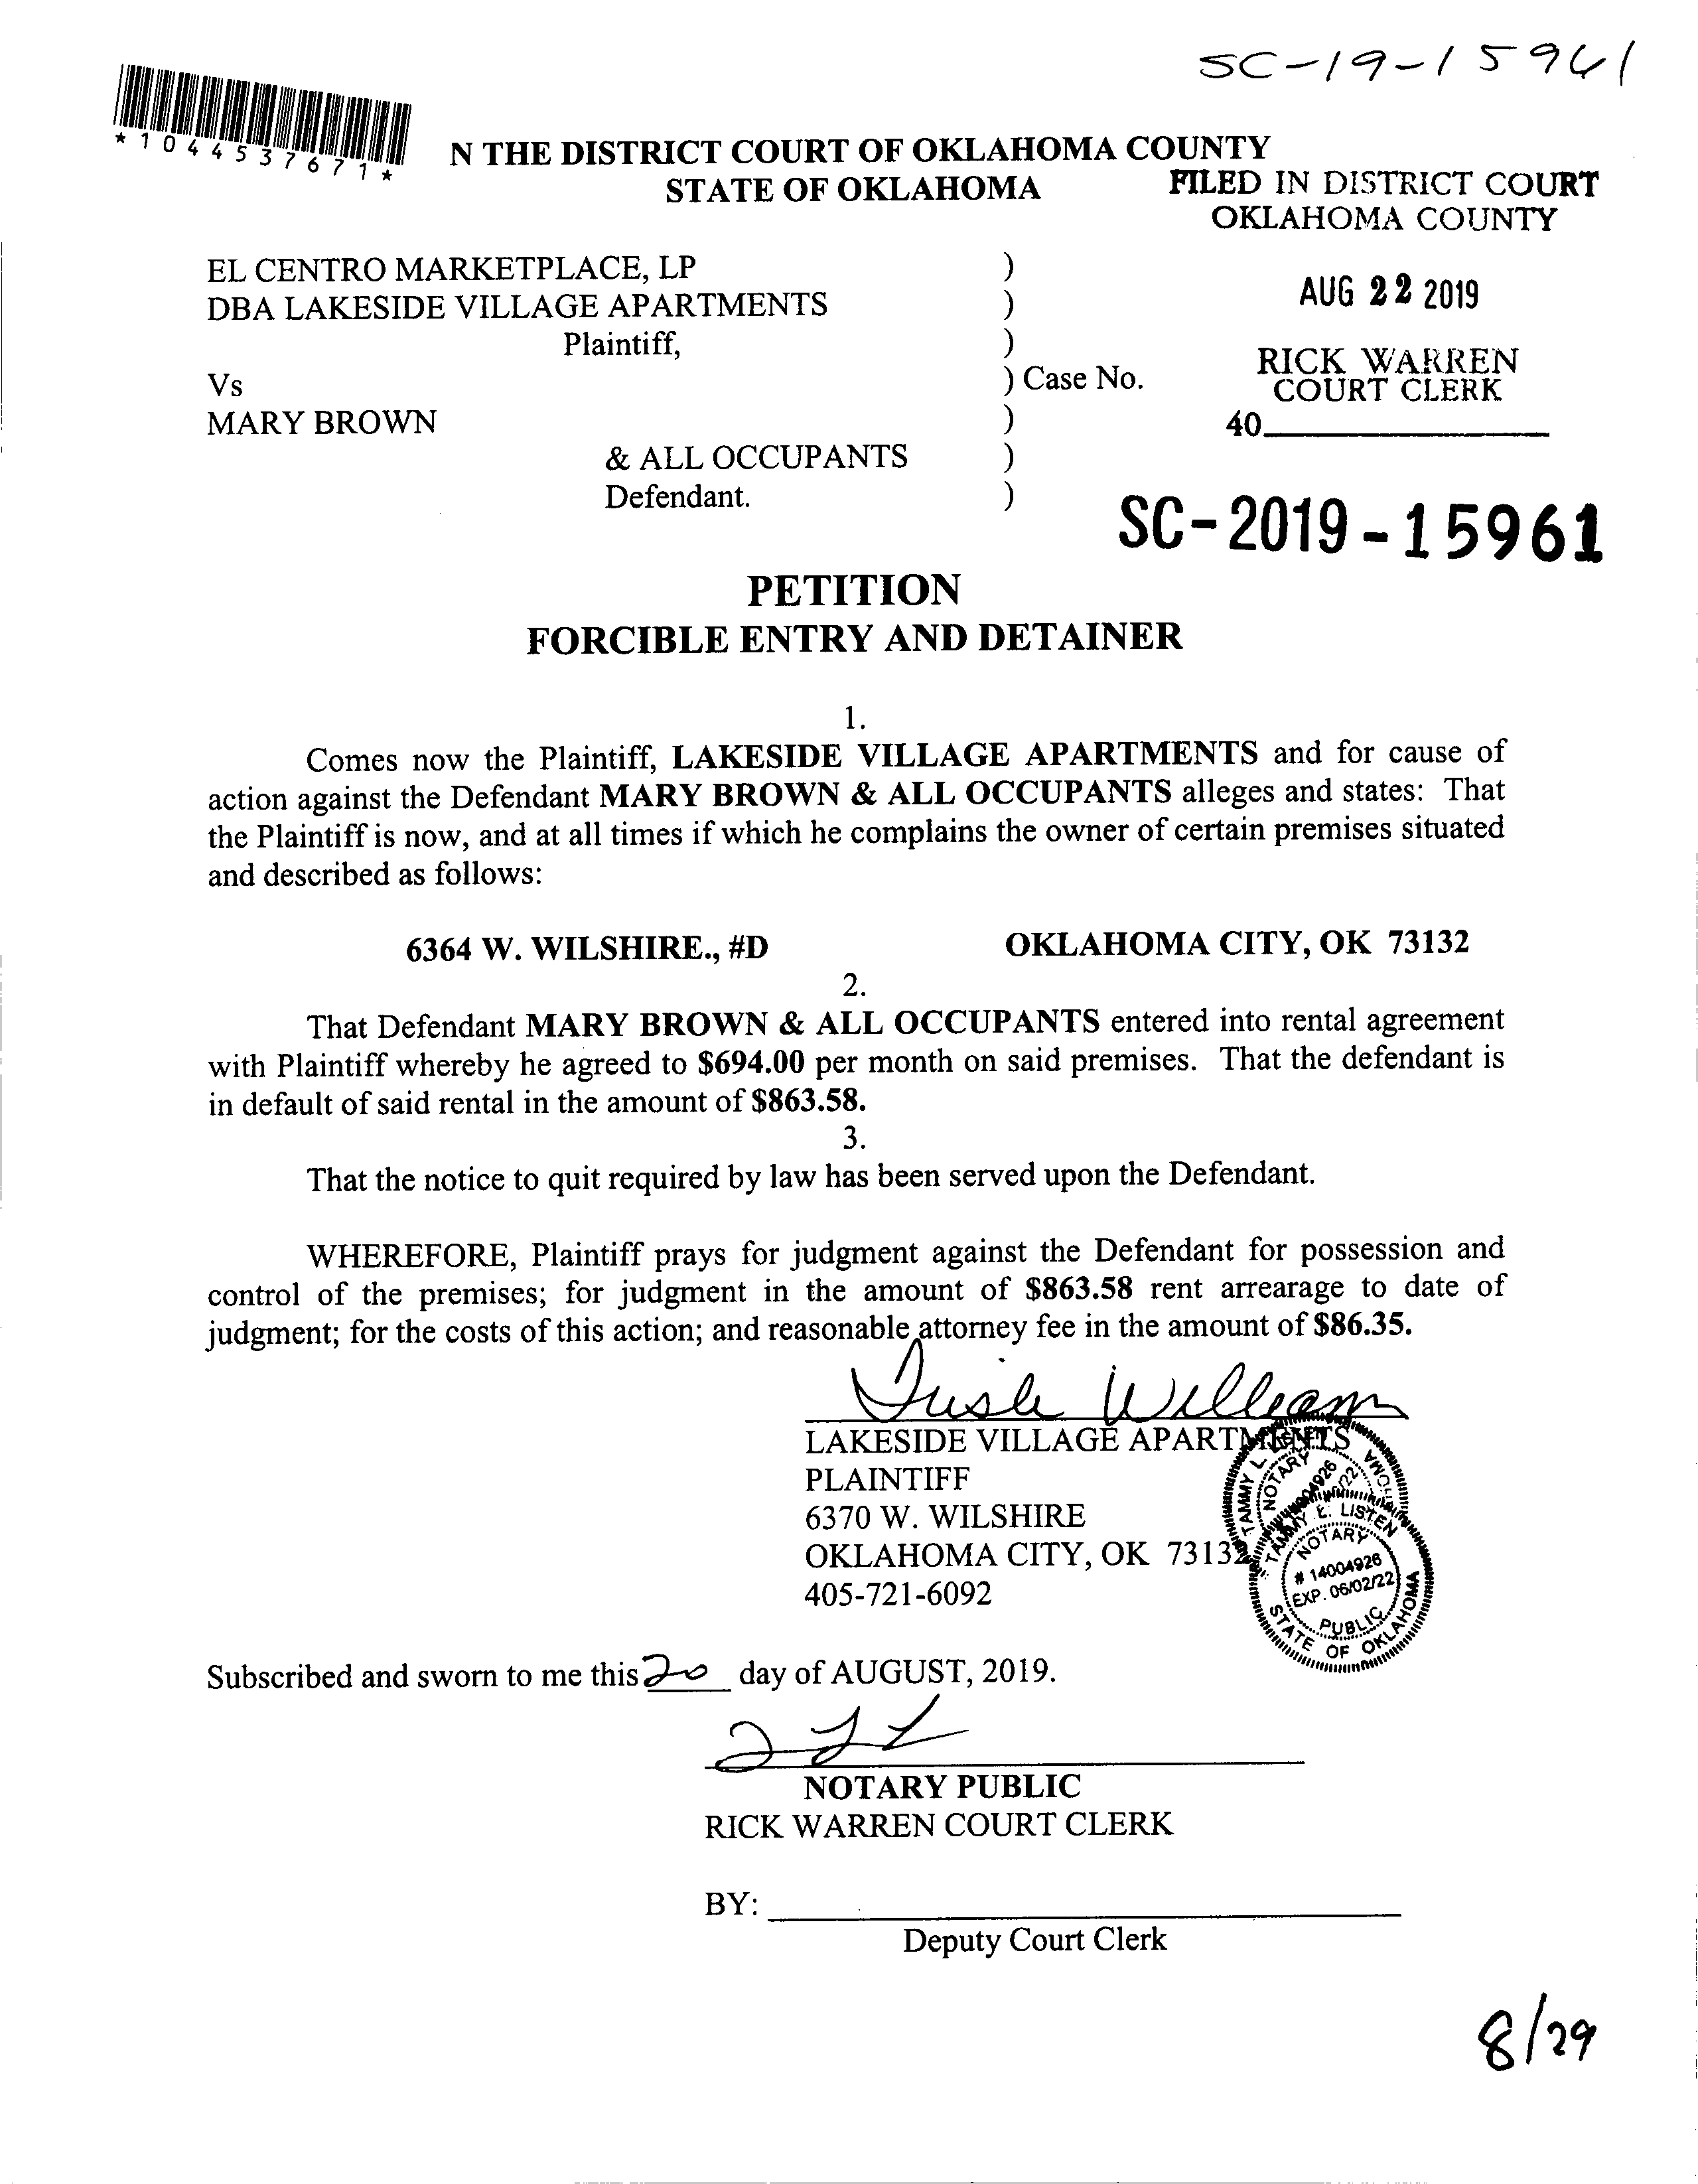 SC-19-15961
*1044537671*
N THE DISTRICT COURT OF OKLAHOMA COUNTY
STATE OF OKLAHOMA
FILED IN DISTRICT COURT
OKLAHOMA COUNTY
EL CENTRO MARKETPLACE, LP )
DBA LAKESIDE VILLAGE APARTMENTS )
AUG 22 2019
Plaintiff, )
RICK WARREN
COURT CLERK
Vs ) Case No.
MARY BROWN )
40
& ALL OCCUPANTS )
Defendant. )
SC-2019-15961
PETITION
FORCIBLE ENTRY AND DETAINER
1.
Comes now the Plaintiff, LAKESIDE VILLAGE APARTMENTS and for cause of
action against the Defendant MARY BROWN & ALL OCCUPANTS alleges and states: That
the Plaintiff is now, and at all times if which he complains the owner of certain premises situated
and described as follows:
6364 W. WILSHIRE., #D OKLAHOMA CITY, OK 73132
2.
That Defendant MARY BROWN & ALL OCCUPANTS entered into rental agreement
with Plaintiff whereby he agreed to $694.00 per month on said premises. That the defendant is
in default of said rental in the amount of $863.58.
3.
That the notice to quit required by law has been served upon the Defendant.
WHEREFORE, Plaintiff prays for judgment against the Defendant for possession and
control of the premises; for judgment in the amount of $863.58 rent arrearage to date of
judgment; for the costs of this action; and reasonable attorney fee in the amount of $86.35.
LAKESIDE VILLAGE APARTMENTS
PLAINTIFF
6370 W. WILSHIRE
OKLAHOMA CITY, OK 73132
405-721-6092
TAMMY L. LISTEN
NOTARY
# 14004926
EXP. 06/02/22
PUBLIC
STATE OF OKLAHOMA
Subscribed and sworn to me this 20 day of AUGUST, 2019.
NOTARY PUBLIC
RICK WARREN COURT CLERK
BY:
Deputy Court Clerk
8/29